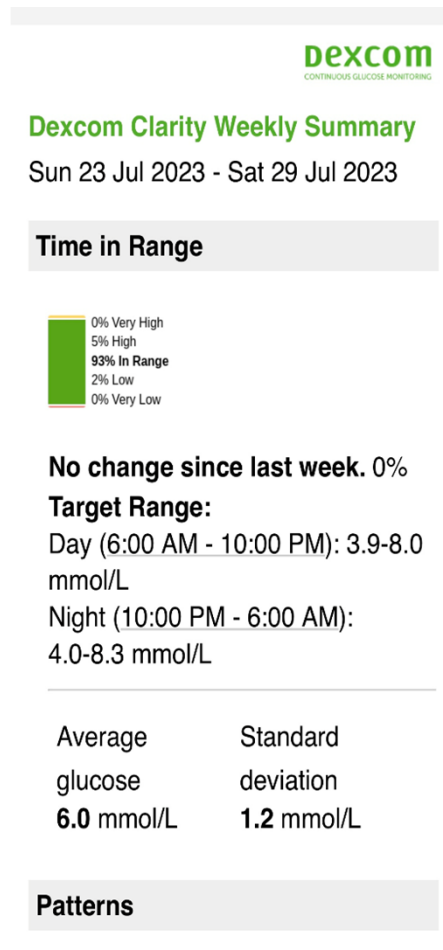 Dexcom
CONTINUOUS GLUCOSE MONITORING
Dexcom Clarity Weekly Summary
Sun 23 Jul 2023 - Sat 29 Jul 2023
Time in Range
0% Very High
5% High
93% In Range
2% Low
0% Very Low
No change since last week. 0%
Target Range:
Day (6:00 AM - 10:00 PM): 3.9-8.0
mmol/L
Night (10:00 PM - 6:00 AM):
4.0-8.3 mmol/L
Average
glucose
6.0 mmol/L
Standard
deviation
1.2 mmol/L
Patterns